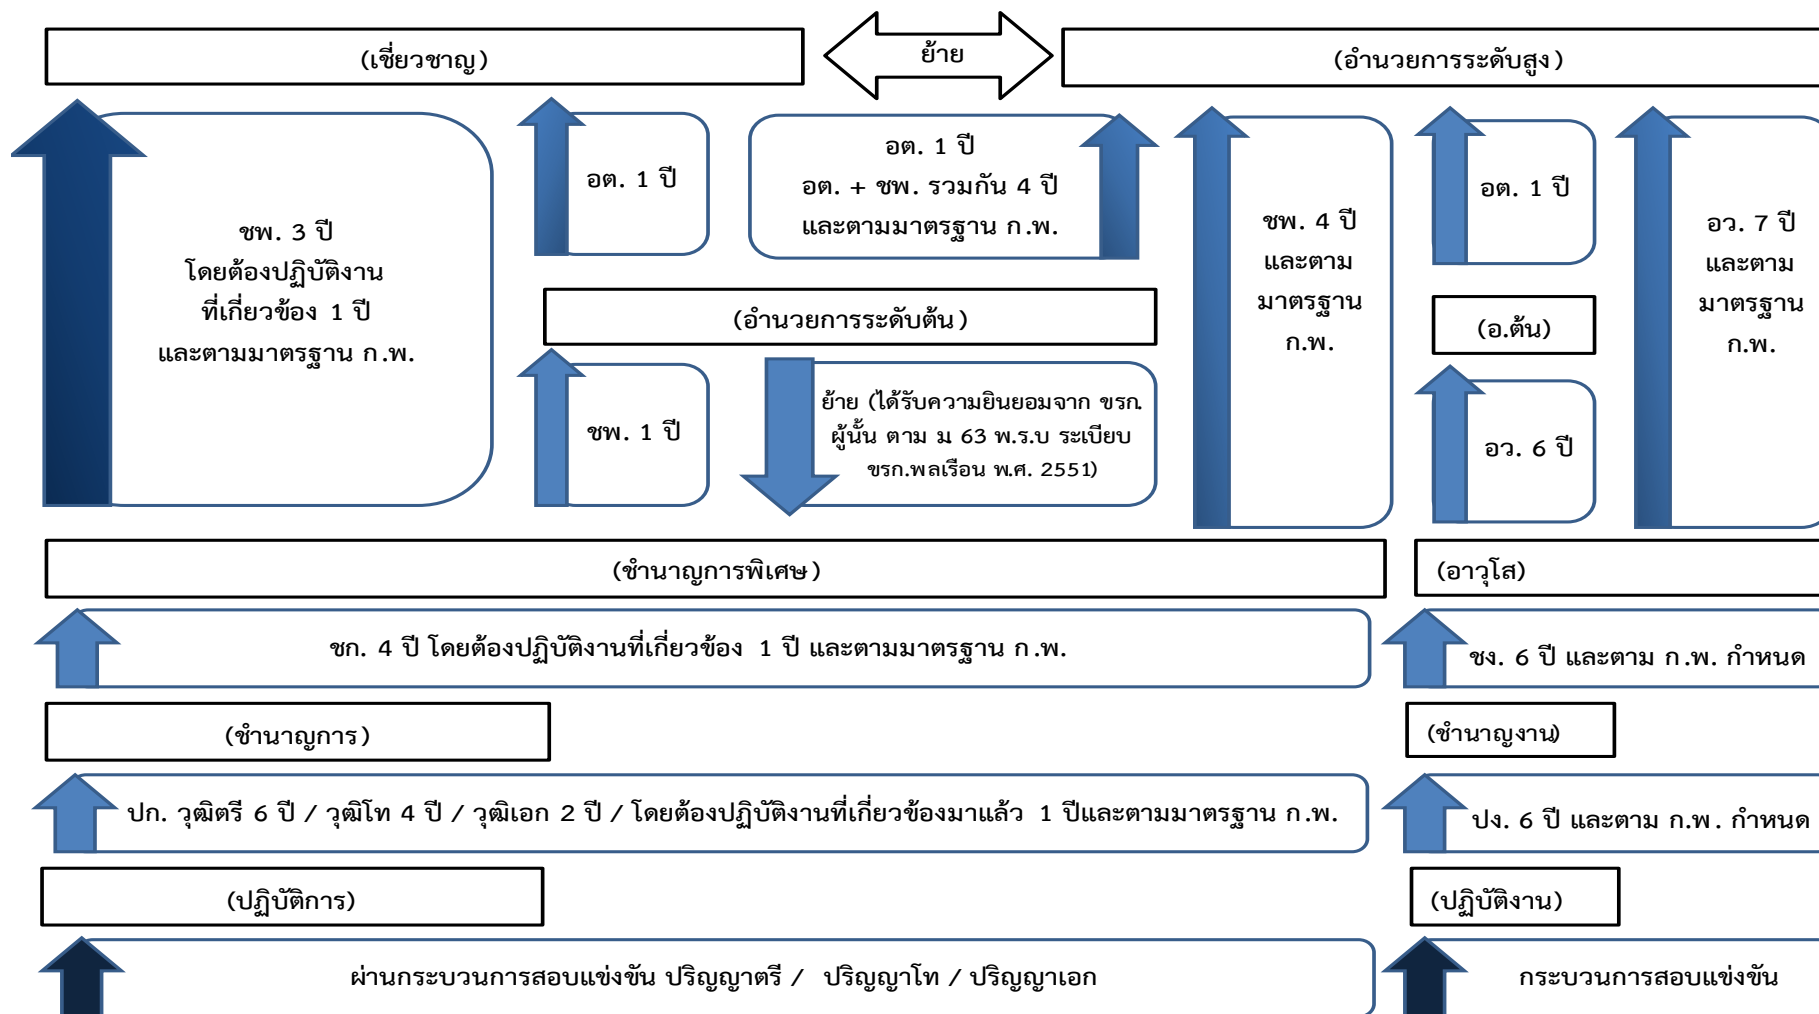 (เชี่ยวชาญ)
ย้าย
(อำนวยการระดับสูง)
ชพ. 3 ปี
โดยต้องปฏิบัติงาน
ที่เกี่ยวข้อง 1 ปี
และตามมาตรฐาน ก.พ.
อต. 1 ปี
อต. 1 ปี
อต. + ชพ. รวมกัน 4 ปี
และตามมาตรฐาน ก.พ.
ชพ. 4 ปี
และตาม
มาตรฐาน
ก.พ.
อต. 1 ปี
อว. 7 ปี
และตาม
มาตรฐาน
ก.พ.
(อำนวยการระดับต้น)
(อ.ต้น)
ชพ. 1 ปี
ย้าย (ได้รับความยินยอมจาก ขรก.
ผู้นั้น ตาม ม 63 พ.ร.บ ระเบียบ
ขรก.พลเรือน พ.ศ. 2551)
อว. 6 ปี
(ชำนาญการพิเศษ)
(อาวุโส)
ชก. 4 ปี โดยต้องปฏิบัติงานที่เกี่ยวข้อง 1 ปี และตามมาตรฐาน ก.พ.
ชง. 6 ปี และตาม ก.พ. กำหนด
(ชำนาญการ)
(ชำนาญงาน)
ปก. วุฒิตรี 6 ปี / วุฒิโท 4 ปี / วุฒิเอก 2 ปี / โดยต้องปฏิบัติงานที่เกี่ยวข้องมาแล้ว 1 ปีและตามมาตรฐาน ก.พ.
ปง. 6 ปี และตาม ก.พ. กำหนด
(ปฏิบัติการ)
(ปฏิบัติงาน)
ผ่านกระบวนการสอบแข่งขัน ปริญญาตรี / ปริญญาโท / ปริญญาเอก
กระบวนการสอบแข่งขัน